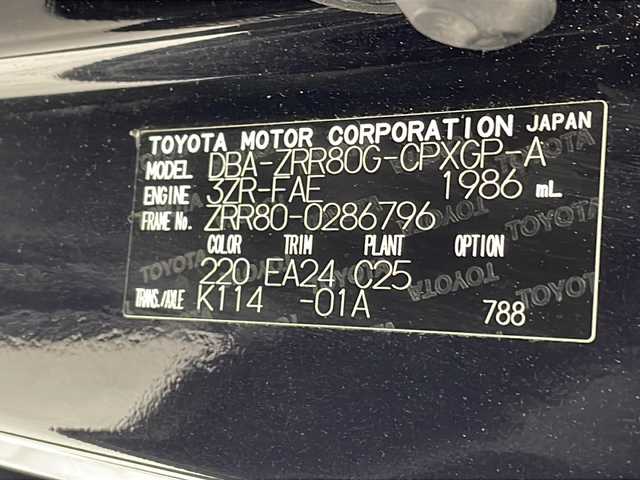 TOYOTA MOTOR CORPORATION JAPAN
MODEL DBA-ZRR80G-CPXGP-A
ENGINE 3ZR-FAE 1986 mL
FRAME No. ZRR80-0286796
COLOR TRIM PLANT OPTION
220 EA24 C25
TRANS./AXLE K114 -01A 788